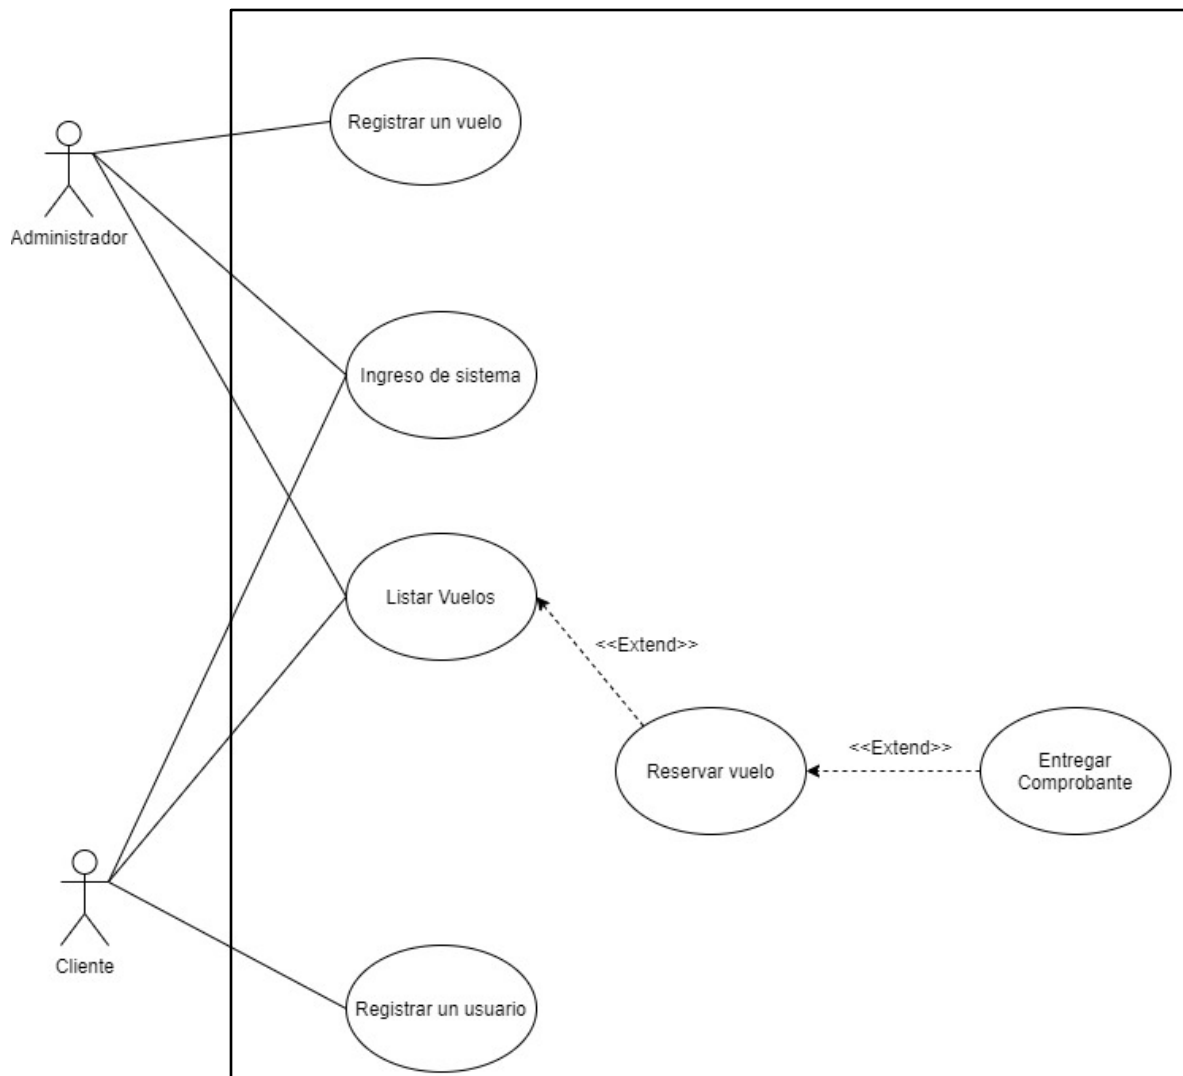 Registrar un vuelo
Administrador
Ingreso de sistema
Listar Vuelos
<<Extend>>
Reservar vuelo
<<Extend>>
Entregar
Comprobante
Cliente
Registrar un usuario